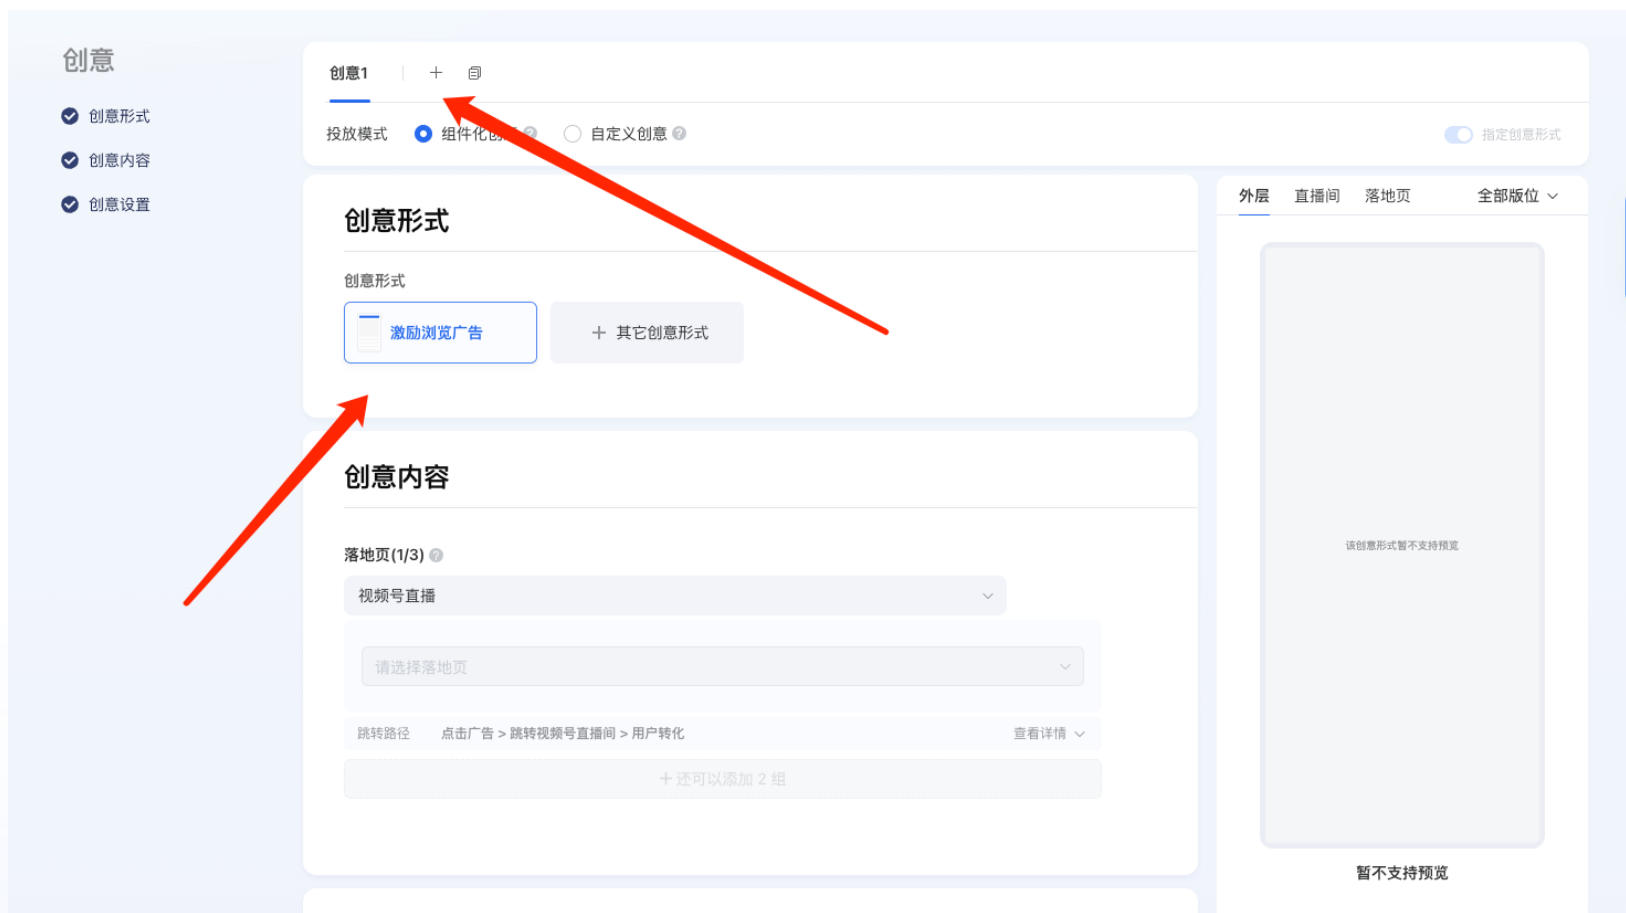 创意
创意形式
创意内容
创意设置
创意1
投放模式 组件化创 自定义创意
指定创意形式
创意形式
创意形式
激励浏览广告
+ 其它创意形式
创意内容
落地页(1/3)
视频号直播
请选择落地页
跳转路径 点击广告 > 跳转视频号直播间 > 用户转化 查看详情
+ 还可以添加 2 组
外层 直播间 落地页 全部版位
该创意形式暂不支持预览
暂不支持预览